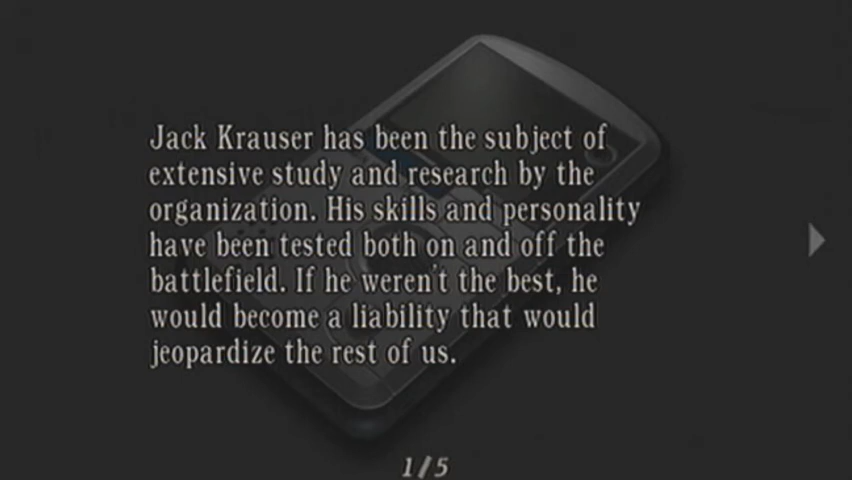 Jack Krauser has been the subject of
extensive study and research by the
organization. His skills and personality
have been tested both on and off the
battlefield. If he weren't the best, he
would become a liability that would
jeopardize the rest of us.
1/5